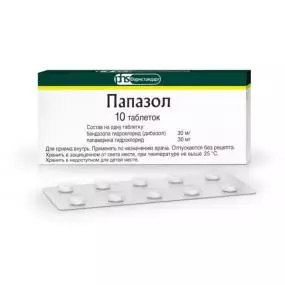 Фармстандарт
Папазол
10 таблеток
Состав на одну таблетку
бендазола гидрохлорид (дибазол) 30 мг
папаверина гидрохлорид 30 мг
Для приема внутрь. Применять по назначению врача. Отпускается без рецепта.
Хранить в защищенном от света месте, при температуре не выше 25 °С.
Хранить в недоступном для детей месте.